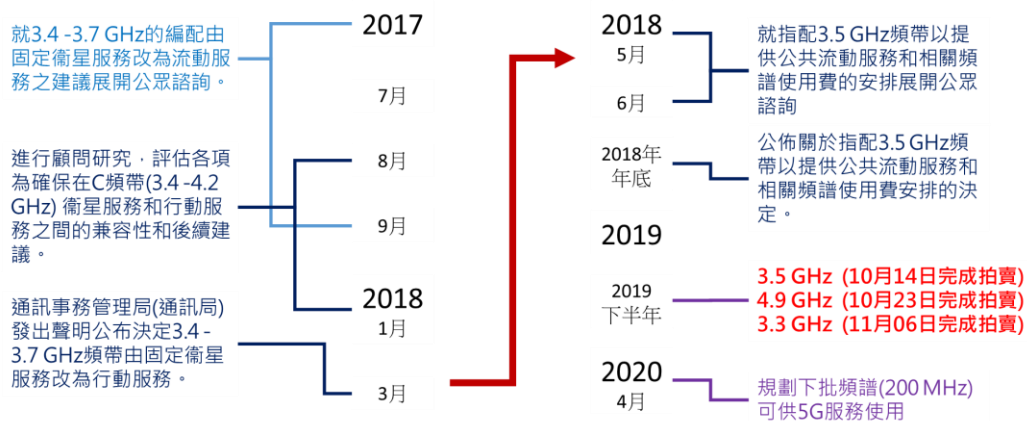 2017
就3.4 -3.7 GHz的編配由
固定衞星服務改為流動服
務之建議展開公眾諮詢。
7月
進行顧問研究，評估各項
為確保在C頻帶(3.4 -4.2
GHz) 衞星服務和行動服
務之間的兼容性和後續建
議。
8月
9月
2018
1月
通訊事務管理局(通訊局)
發出聲明公布決定3.4 -
3.7 GHz頻帶由固定衞星
服務改為行動服務。
3月
2018
5月
6月
就指配3.5 GHz頻帶以提
供公共流動服務和相關頻
譜使用費的安排展開公眾
諮詢
2018年
年底
公佈關於指配3.5 GHz頻
帶以提供公共流動服務和
相關頻譜使用費安排的決
定。
2019
2019
下半年
3.5 GHz (10月14日完成拍賣)
4.9 GHz (10月23日完成拍賣)
3.3 GHz (11月06日完成拍賣)
2020
4月
規劃下批頻譜(200 MHz)
可供5G服務使用